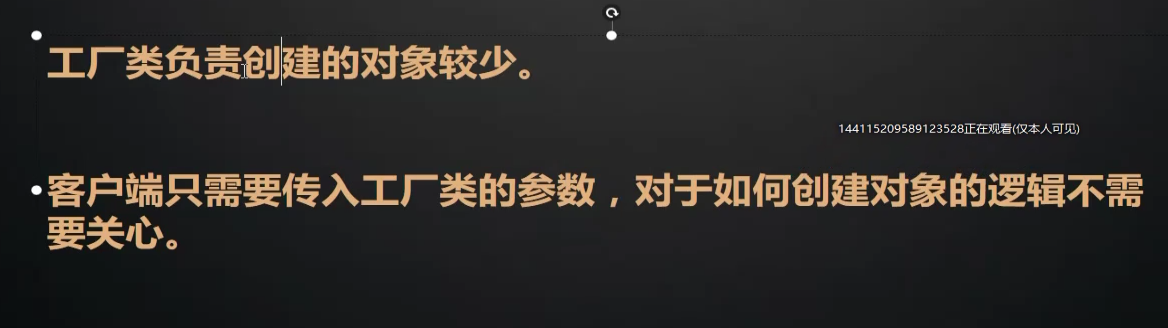 工厂类负责创建的对象较少。
144115209589123528正在观看(仅本人可见)
客户端只需要传入工厂类的参数，对于如何创建对象的逻辑不需
要关心。